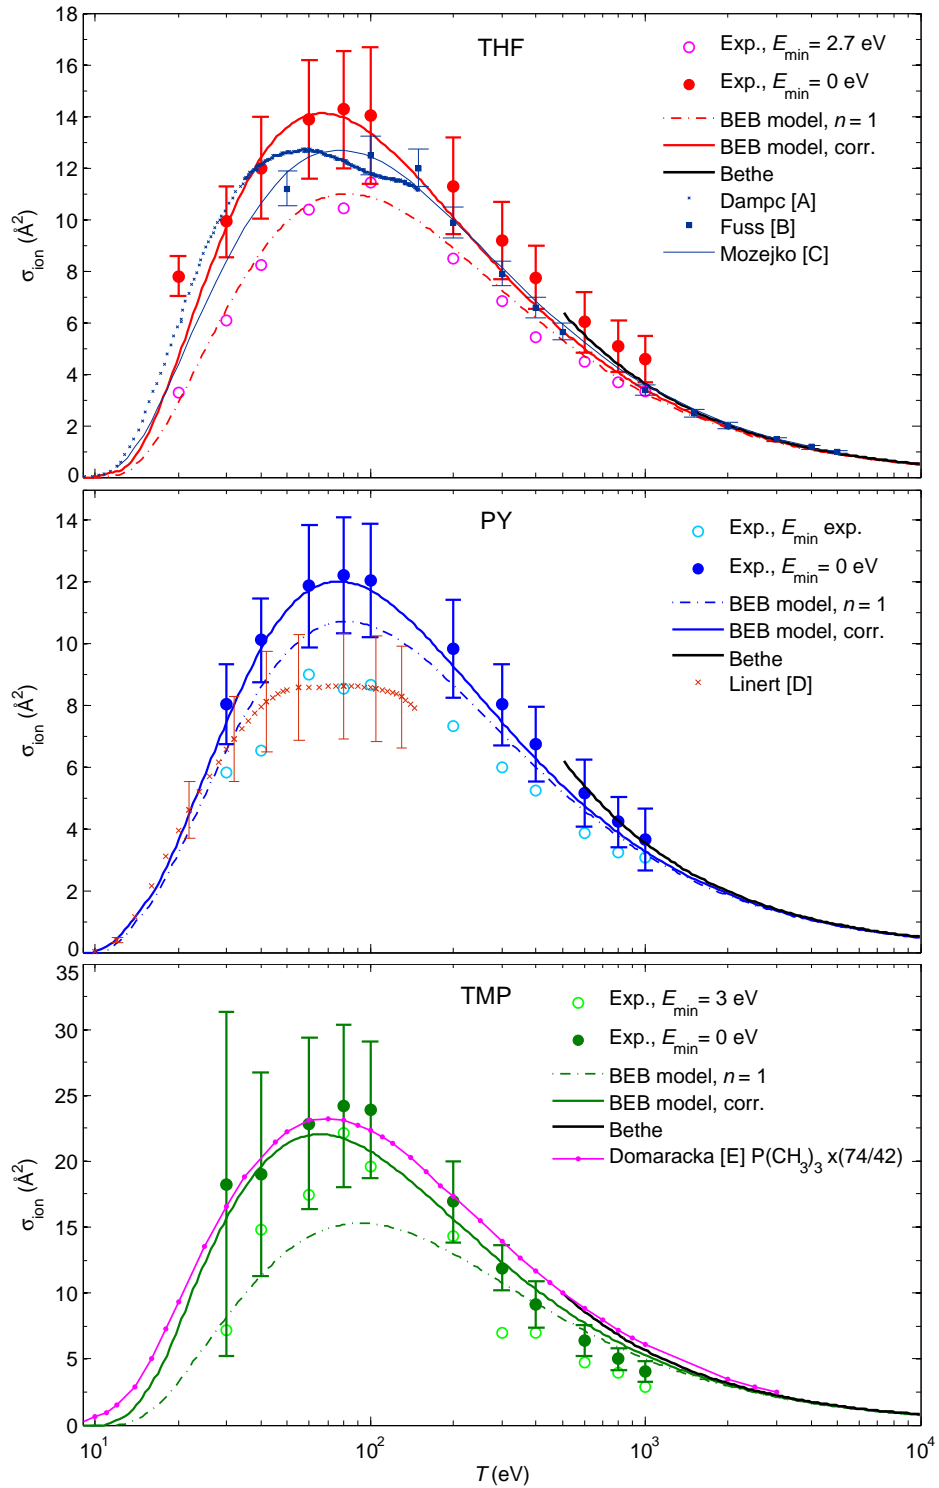 18
16
14
12
10
8
6
4
2
0
σion (Å2)
THF
Exp., Emin= 2.7 eV
Exp., Emin= 0 eV
BEB model, n = 1
BEB model, corr.
Bethe
Dampc [A]
Fuss [B]
Mozejko [C]
14
12
10
8
6
4
2
0
σion (Å2)
PY
Exp., Emin exp.
Exp., Emin= 0 eV
BEB model, n = 1
BEB model, corr.
Bethe
Linert [D]
35
30
25
20
15
10
5
0
σion (Å2)
TMP
Exp., Emin= 3 eV
Exp., Emin= 0 eV
BEB model, n = 1
BEB model, corr.
Bethe
Domaracka [E] P(CH3)3 x(74/42)
101 102 103 104
T (eV)